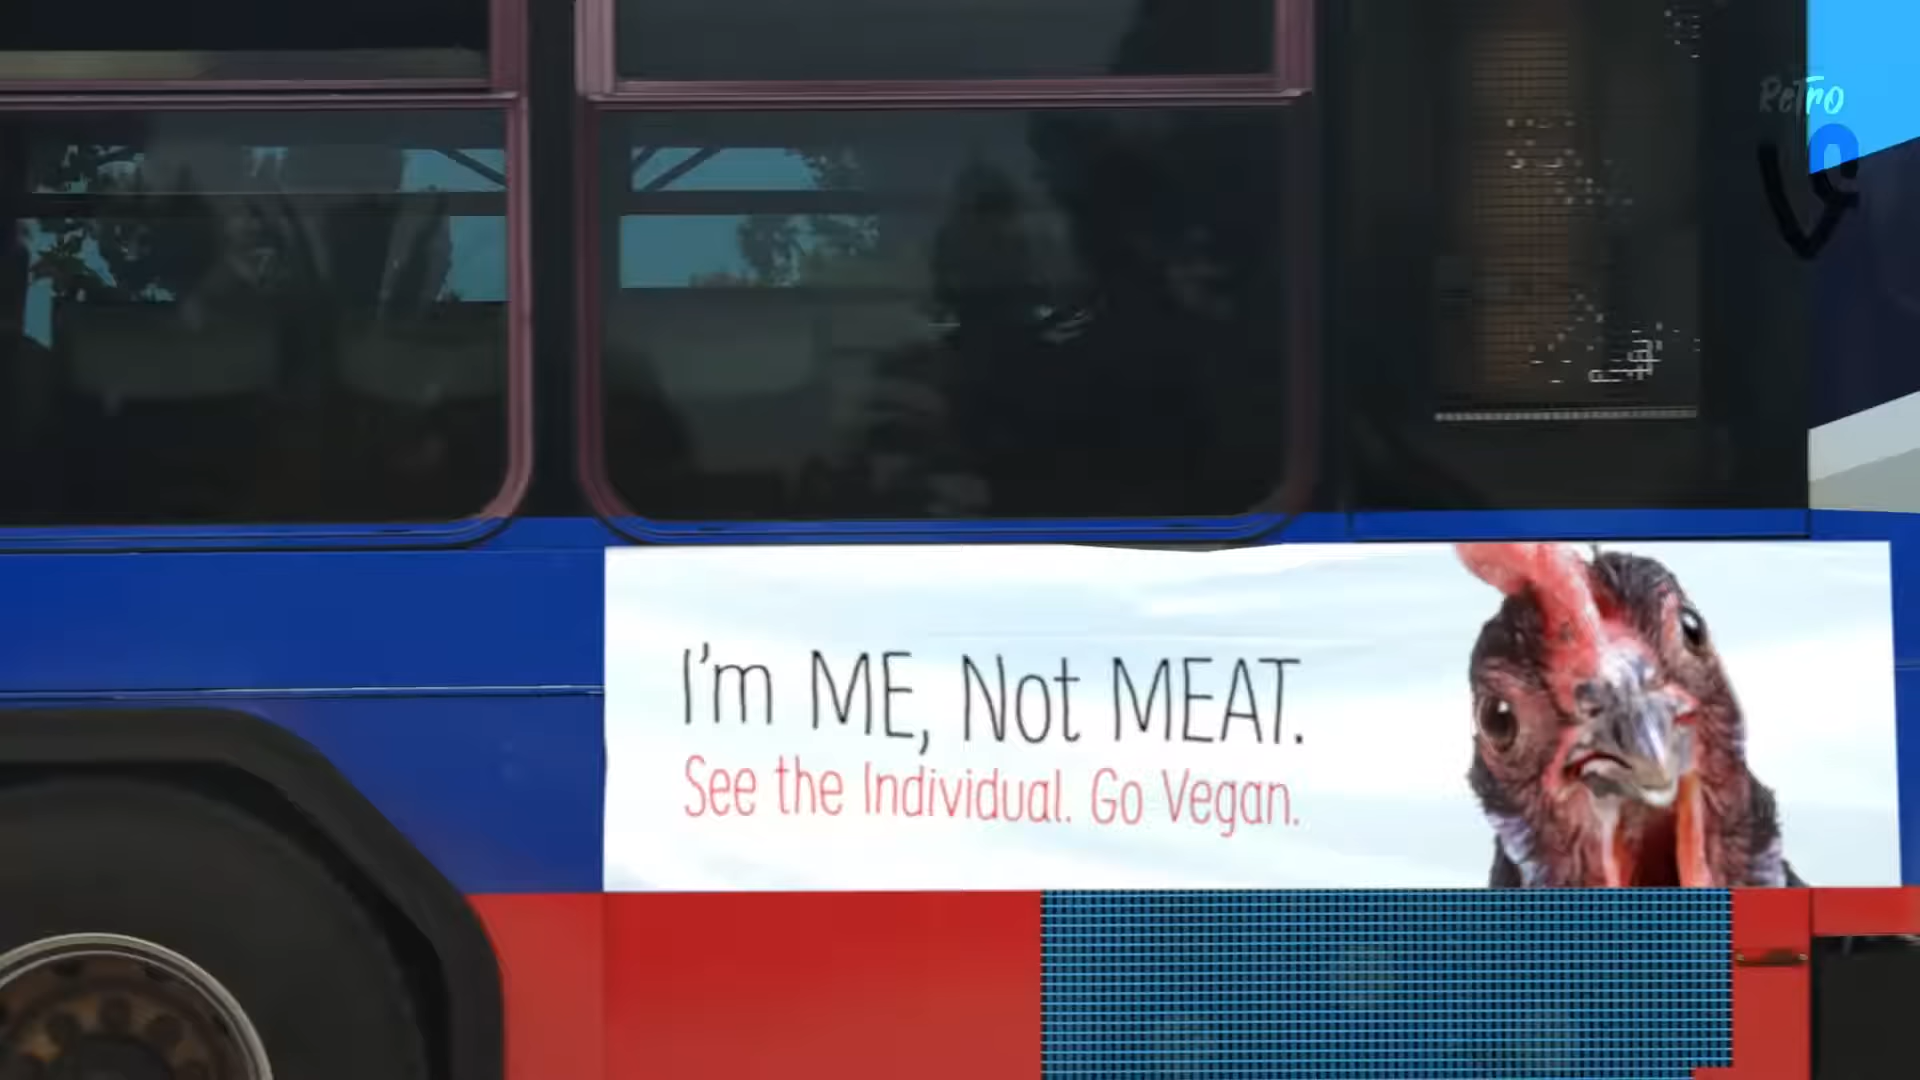 ReTro
I'm ME, Not MEAT.
See the Individual. Go Vegan.